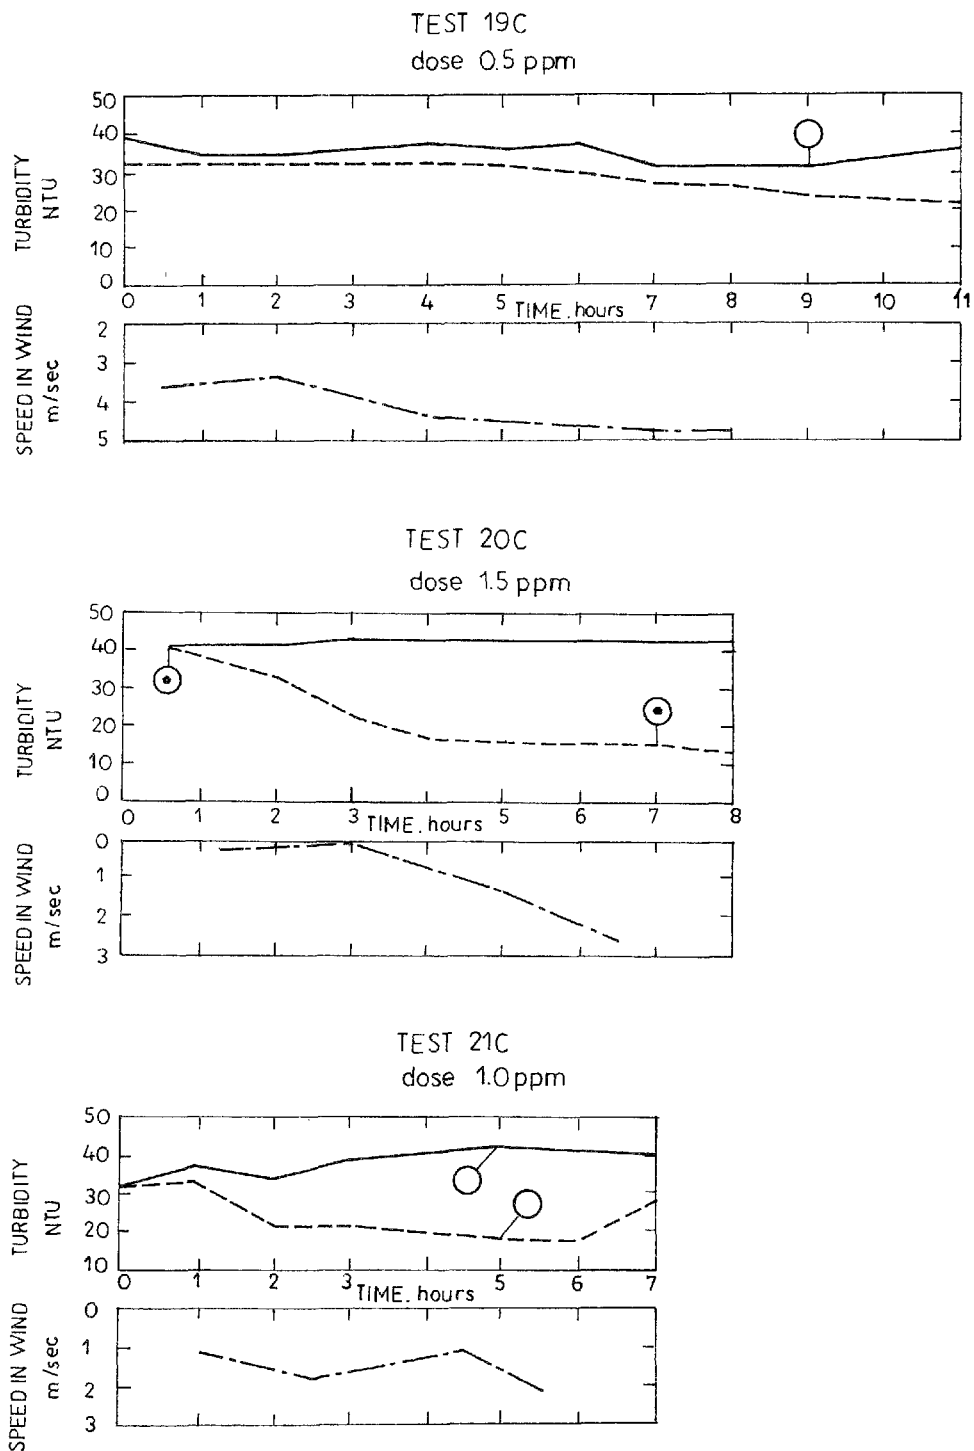 TEST 19C
dose 0.5 ppm
TURBIDITY
NTU
50
40
30
20
10
0
0 1 2 3 4 5 6 7 8 9 10 11
TIME. hours
SPEED IN WIND
m/sec
2
3
4
5
TEST 20C
dose 1.5 ppm
TURBIDITY
NTU
50
40
30
20
10
0
0 1 2 3 5 6 7 8
TIME. hours
SPEED IN WIND
m/sec
0
1
2
3
TEST 21C
dose 1.0 ppm
TURBIDITY
NTU
50
40
30
20
10
0 1 2 3 5 6 7
TIME. hours
SPEED IN WIND
m/sec
0
1
2
3